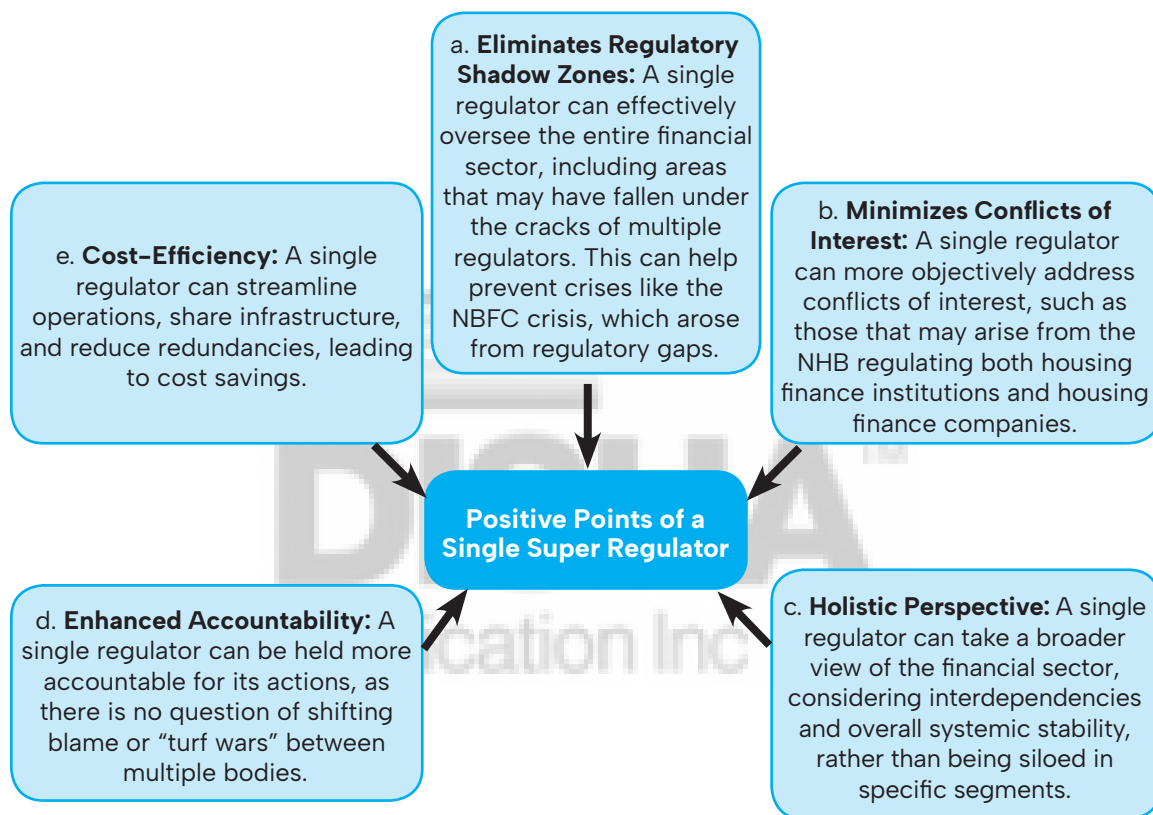 a. Eliminates Regulatory
Shadow Zones: A single
regulator can effectively
oversee the entire financial
sector, including areas
that may have fallen under
the cracks of multiple
regulators. This can help
prevent crises like the
NBFC crisis, which arose
from regulatory gaps.
b. Minimizes Conflicts of
Interest: A single regulator
can more objectively address
conflicts of interest, such as
those that may arise from the
NHB regulating both housing
finance institutions and housing
finance companies.
c. Holistic Perspective: A single
regulator can take a broader
view of the financial sector,
considering interdependencies
and overall systemic stability,
rather than being siloed in
specific segments.
d. Enhanced Accountability: A
single regulator can be held more
accountable for its actions, as
there is no question of shifting
blame or “turf wars” between
multiple bodies.
e. Cost-Efficiency: A single
regulator can streamline
operations, share infrastructure,
and reduce redundancies, leading
to cost savings.
Positive Points of a
Single Super Regulator
TM
ication Inc